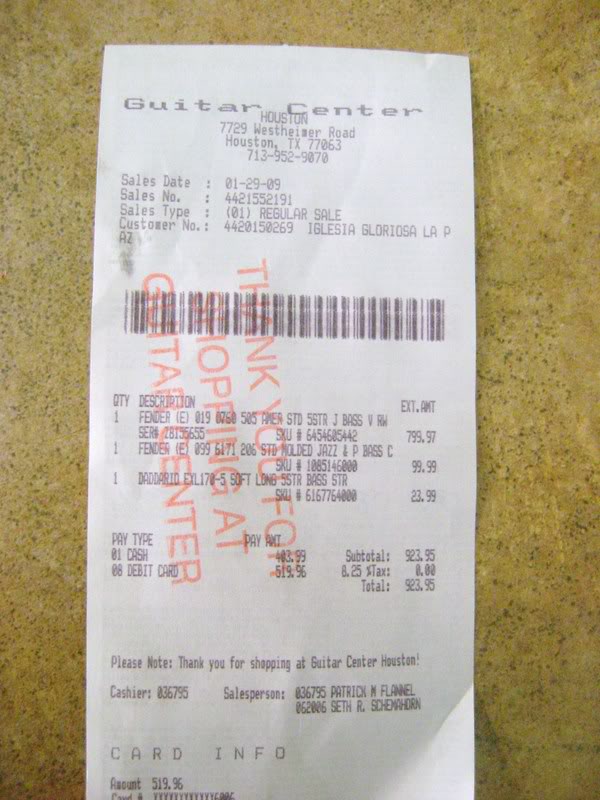 Guitar Center
HOUSTON
7729 Westheimer Road
Houston, TX 77063
713-952-9070
Sales Date : 01-29-09
Sales No. : 4421552191
Sales Type : (01) REGULAR SALE
Customer No.: 4420150269 IGLESIA GLORIOSA LA P
AZ
THANK YOU FOR
SHOPPING AT
GUITAR CENTER
QTY DESCRIPTION EXT.AMT
1 FENDER (E) 019 0760 505 AMER STD 5STR J BASS V RW
SER# SKU # 6454605442 799.97
1 FENDER (E) 099 6171 206 STD MOLDED JAZZ & P BASS C
SKU # 1085146000 99.99
1 DADDARIO EXL170-5 SOFT LONG 5STR BASS STR
SKU # 6167764000 23.99
PAY TYPE PAY AMT
01 CASH 403.99 Subtotal: 923.95
08 DEBIT CARD 519.96 8.25 %Tax: 0.00
Total: 923.95
Please Note: Thank you for shopping at Guitar Center Houston!
Cashier: 036795 Salesperson: 036795 PATRICK M FLANNEL
062006 SETH R. SCHEMAHORN
CARD INFO
Amount 519.96
Card # XXXXXXXXXXXX6006